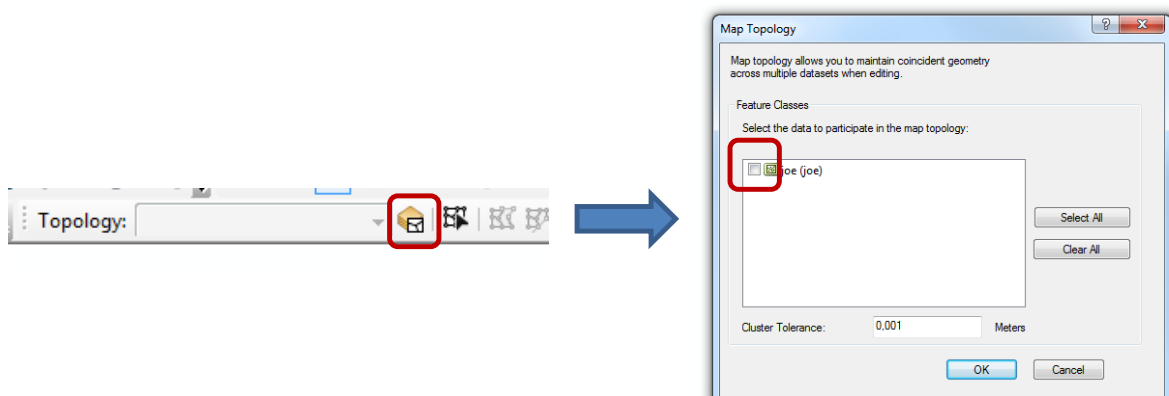 Topology:
Map Topology
Map topology allows you to maintain coincident geometry
across multiple datasets when editing.
Feature Classes
Select the data to participate in the map topology:
joe (joe)
Select All
Clear All
Cluster Tolerance: 0,001 Meters
OK Cancel